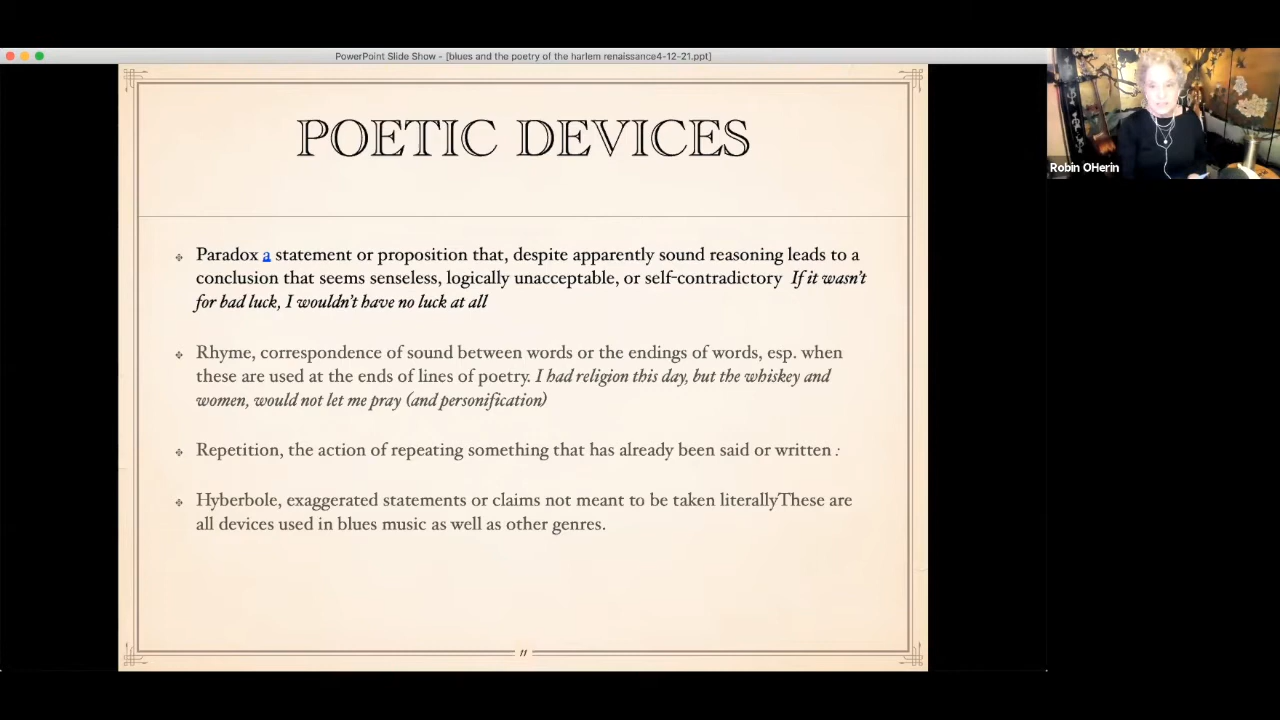 PowerPoint Slide Show - [blues and the poetry of the harlem renaissance4-12-21.ppt]
POETIC DEVICES
Robin OHerin
Paradox a statement or proposition that, despite apparently sound reasoning leads to a
conclusion that seems senseless, logically unacceptable, or self-contradictory If it wasn't
for bad luck, I wouldn't have no luck at all
Rhyme, correspondence of sound between words or the endings of words, esp. when
these are used at the ends of lines of poetry. I had religion this day, but the whiskey and
women, would not let me pray (and personification)
Repetition, the action of repeating something that has already been said or written :
Hyberbole, exaggerated statements or claims not meant to be taken literallyThese are
all devices used in blues music as well as other genres.
11